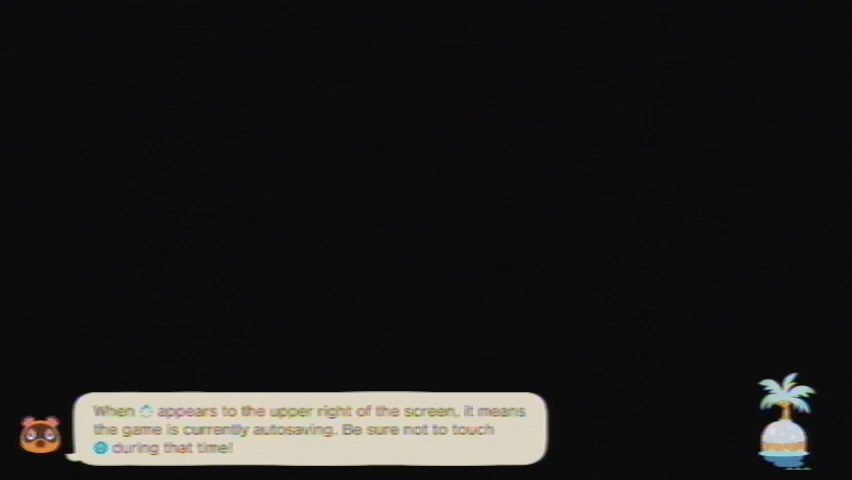 When appears to the upper right of the screen, it means
the game is currently autosaving. Be sure not to touch
during that time!